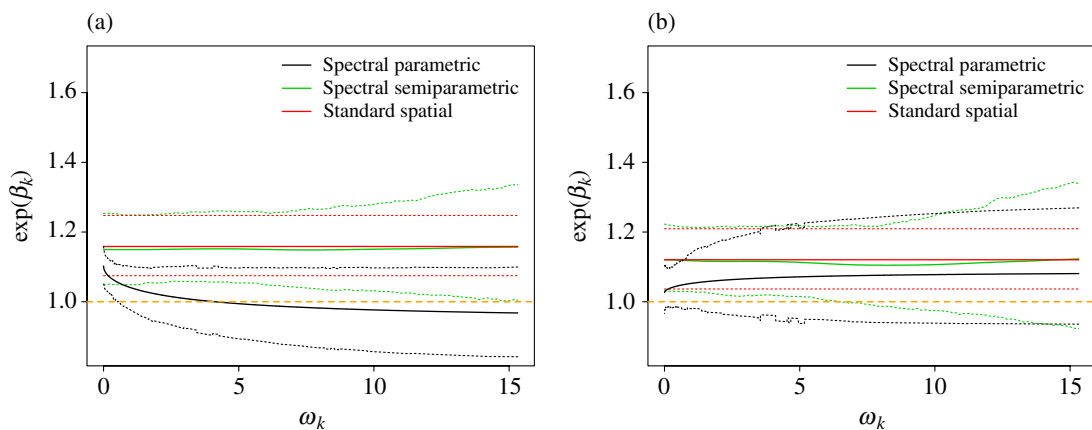 (a)
exp(β_k)
1.6
1.4
1.2
1.0
Spectral parametric
Spectral semiparametric
Standard spatial
0 5 10 15
ω_k
(b)
exp(β_k)
1.6
1.4
1.2
1.0
Spectral parametric
Spectral semiparametric
Standard spatial
0 5 10 15
ω_k